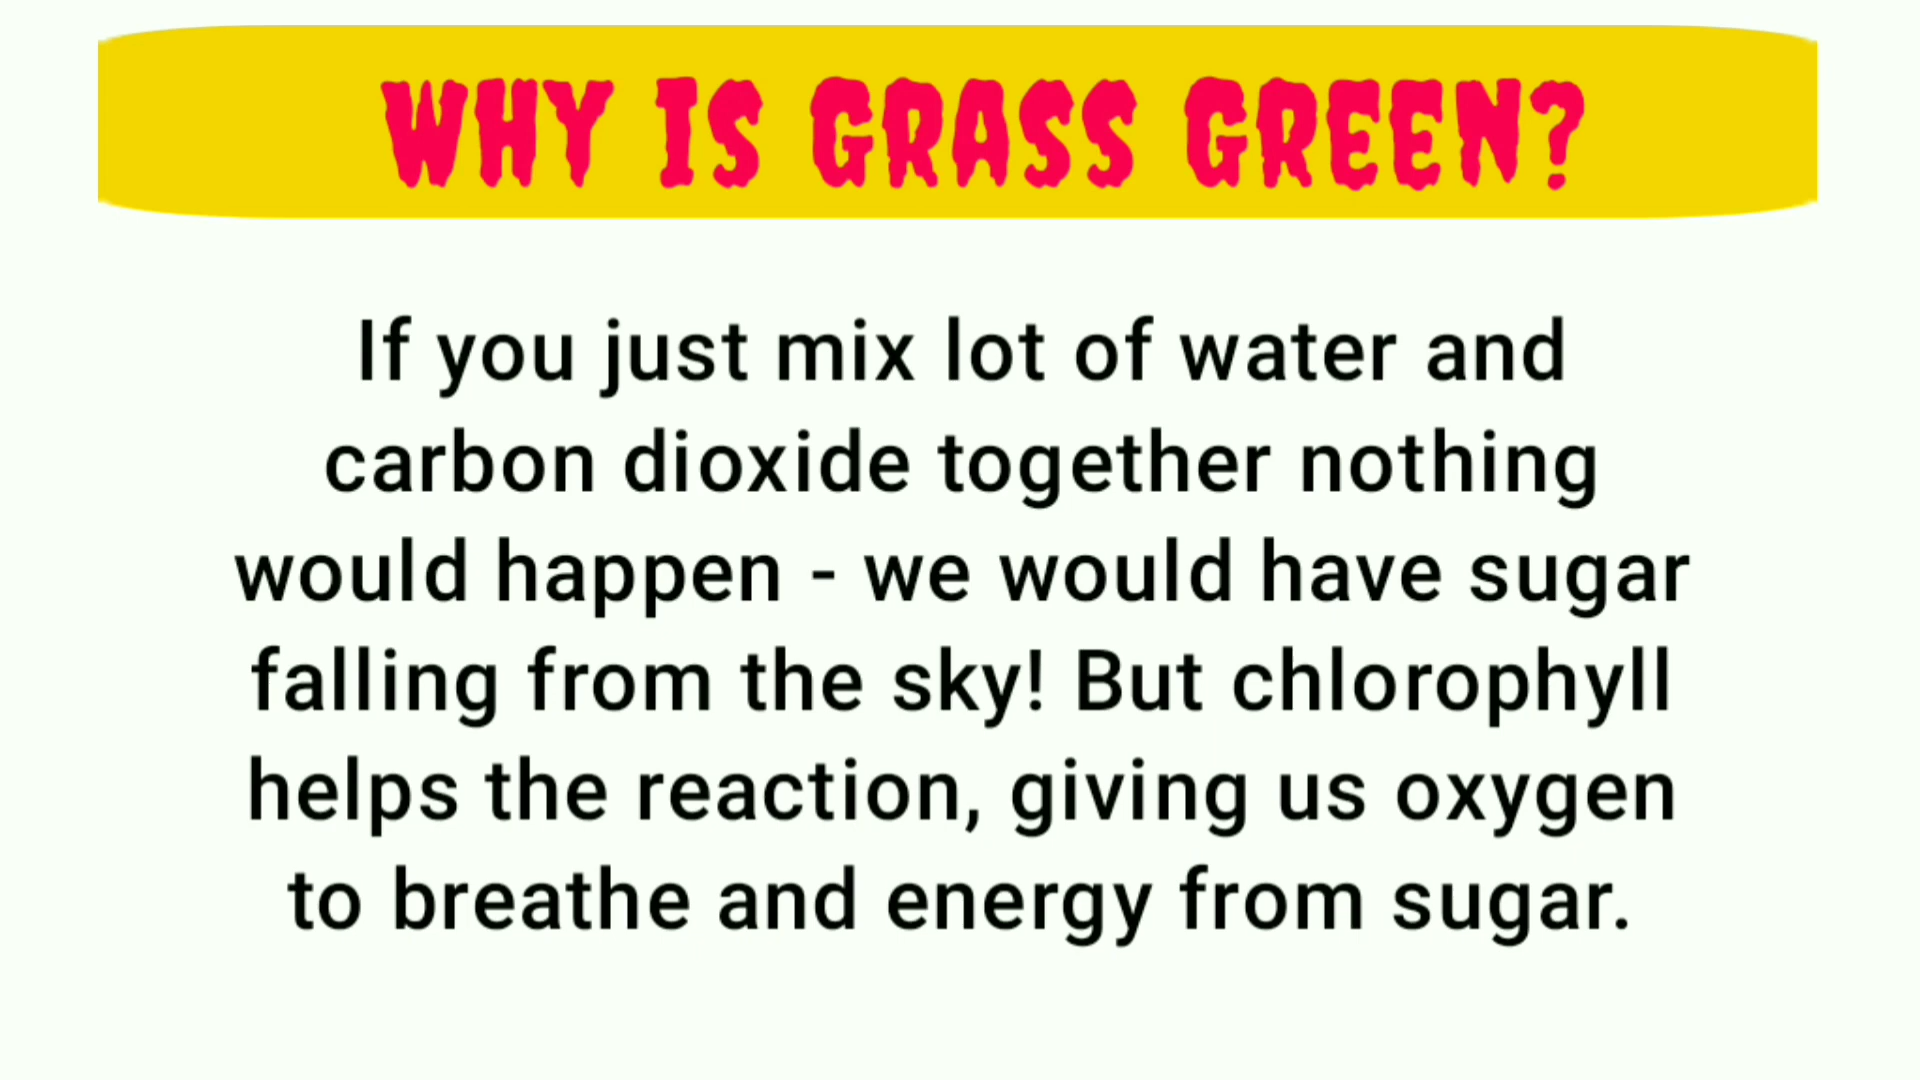 WHY IS GRASS GREEN?
If you just mix lot of water and
carbon dioxide together nothing
would happen - we would have sugar
falling from the sky! But chlorophyll
helps the reaction, giving us oxygen
to breathe and energy from sugar.